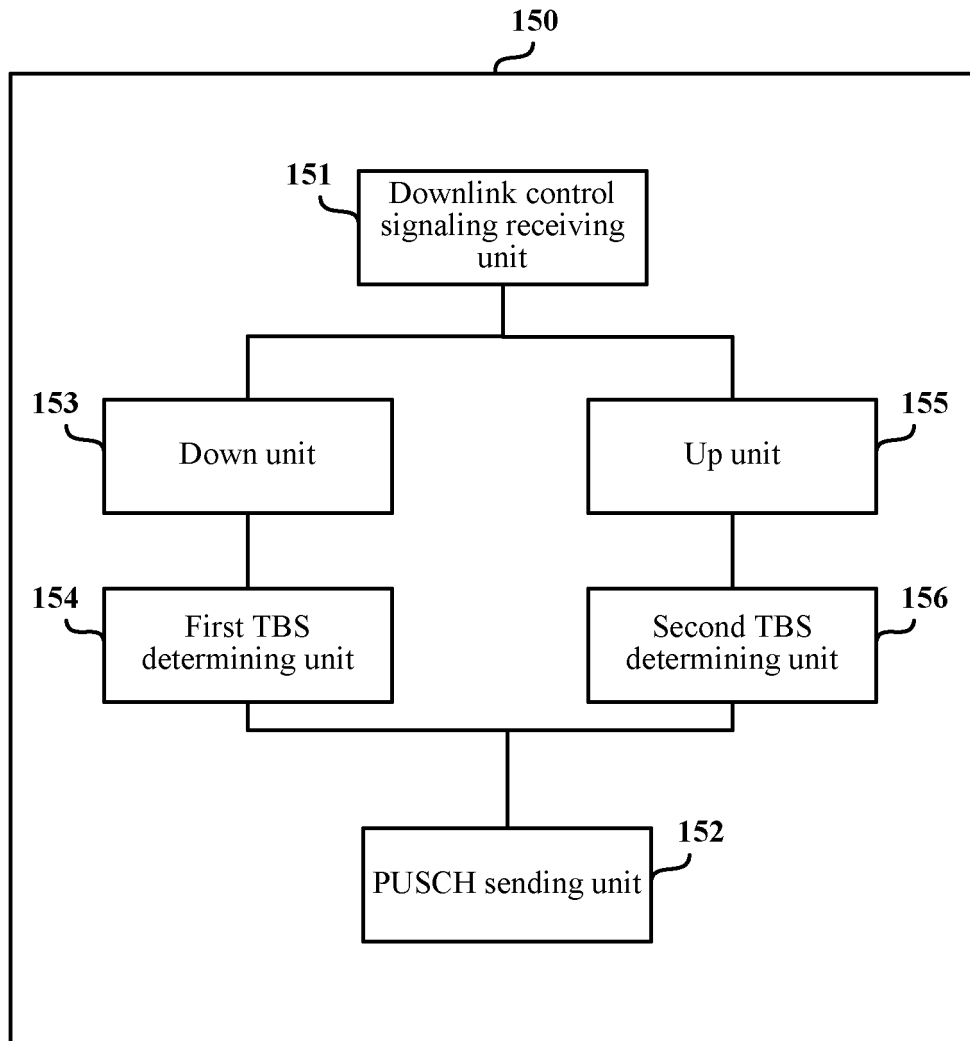 150
151
Downlink control
signaling receiving
unit
153
Down unit
155
Up unit
154
First TBS
determining unit
156
Second TBS
determining unit
152
PUSCH sending unit